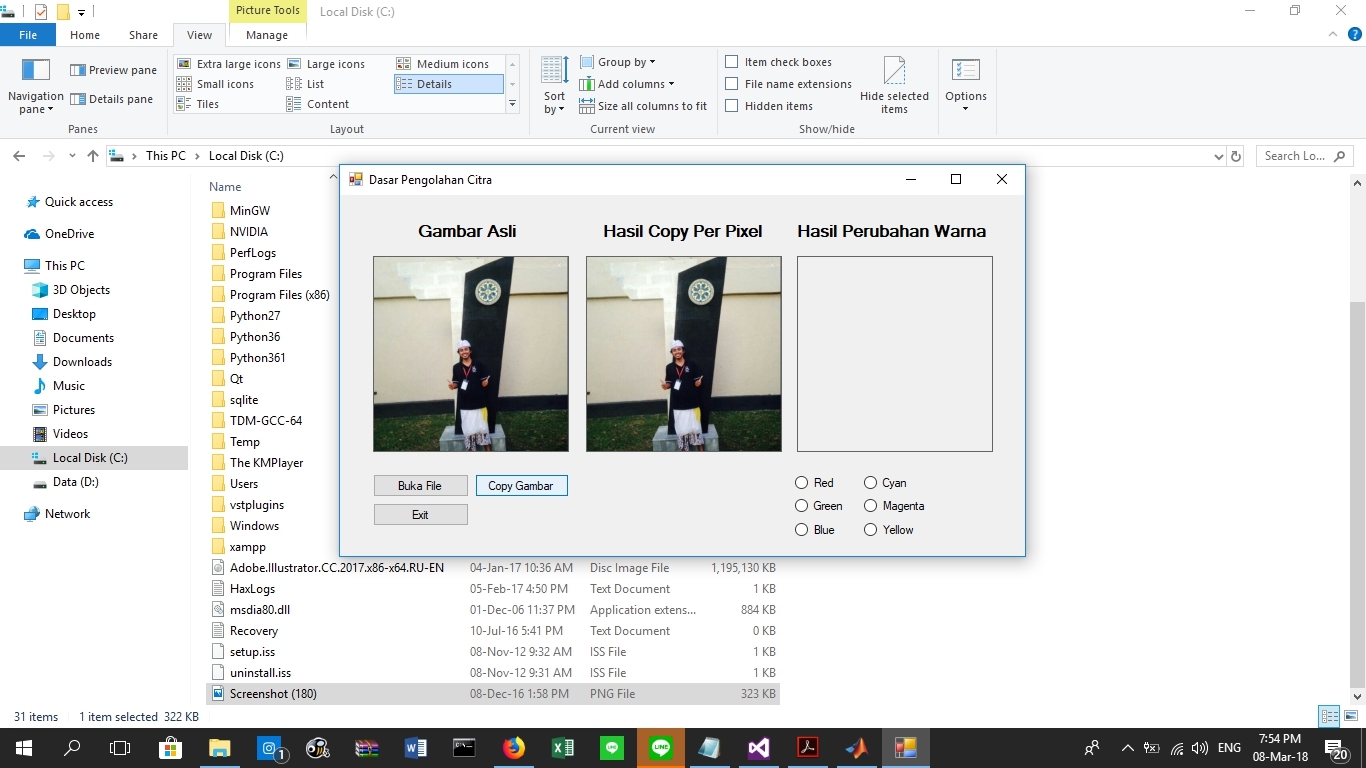 Picture Tools
Local Disk (C:)
File Home Share View Manage
Navigation pane
Preview pane
Details pane
Panes
Extra large icons Large icons Medium icons
Small icons List Details
Tiles Content
Layout
Sort by
Group by
Add columns
Size all columns to fit
Current view
Item check boxes
File name extensions
Hidden items
Hide selected items
Show/hide
Options
This PC Local Disk (C:)
Search Lo...
Quick access
OneDrive
This PC
3D Objects
Desktop
Documents
Downloads
Music
Pictures
Videos
Local Disk (C:)
Data (D:)
Network
Name
MinGW
NVIDIA
PerfLogs
Program Files
Program Files (x86)
Python27
Python36
Python361
Qt
sqlite
TDM-GCC-64
Temp
The KMPlayer
Users
vstplugins
Windows
xampp
Adobe.Illustrator.CC.2017.x86-x64.RU-EN 04-Jan-17 10:36 AM Disc Image File 1,195,130 KB
HaxLogs 05-Feb-17 4:50 PM Text Document 1 KB
msdia80.dll 01-Dec-06 11:37 PM Application extens... 884 KB
Recovery 10-Jul-16 5:41 PM Text Document 0 KB
setup.iss 08-Nov-12 9:32 AM ISS File 1 KB
uninstall.iss 08-Nov-12 9:31 AM ISS File 1 KB
Screenshot (180) 08-Dec-16 1:58 PM PNG File 323 KB
Dasar Pengolahan Citra
Gambar Asli Hasil Copy Per Pixel Hasil Perubahan Warna
Buka File Copy Gambar
Exit
Red Cyan
Green Magenta
Blue Yellow
31 items 1 item selected 322 KB
1
LINE
LINE
ENG
7:54 PM
08-Mar-18
20